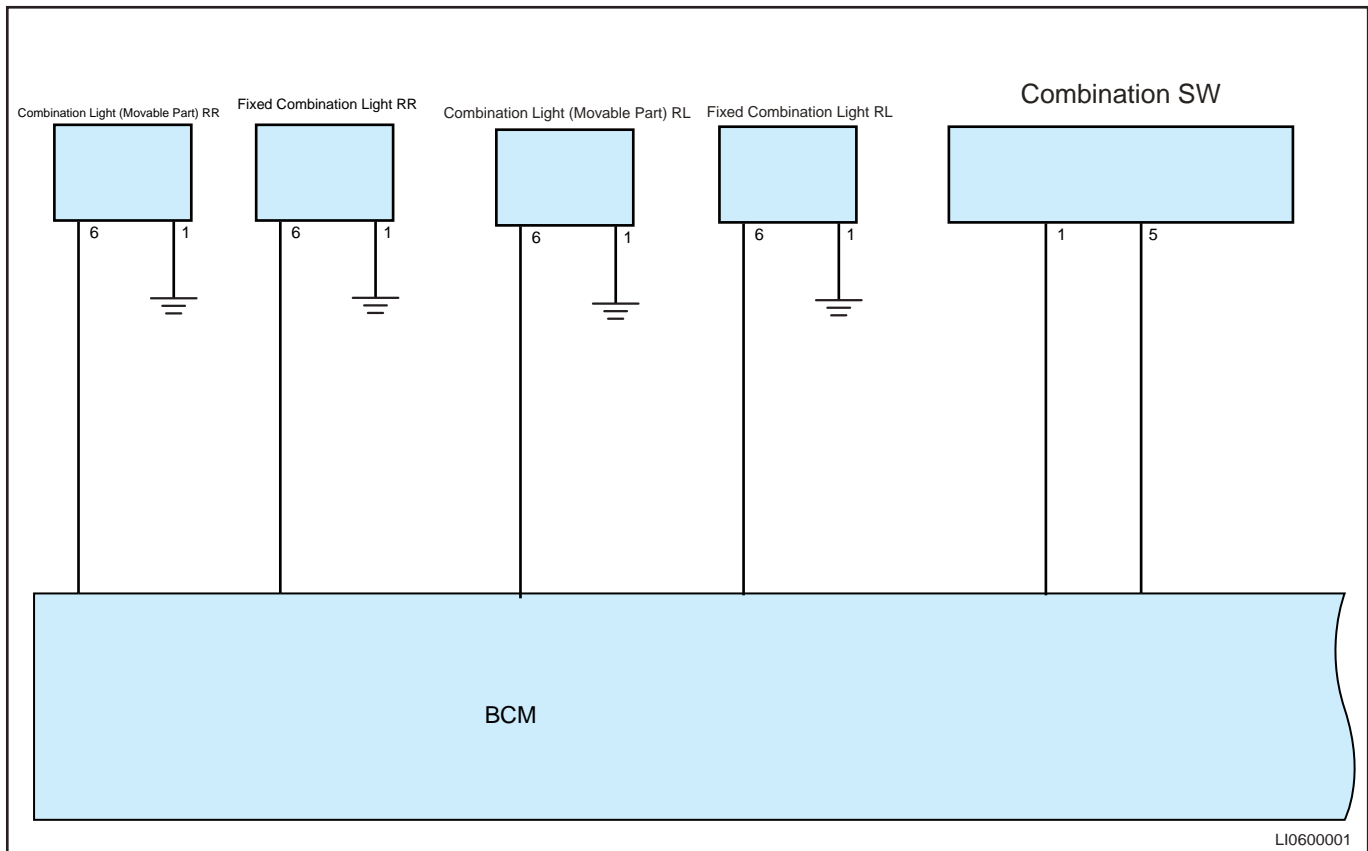 Combination Light (Movable Part) RR
Fixed Combination Light RR
Combination Light (Movable Part) RL
Fixed Combination Light RL
Combination SW
6
1
6
1
6
1
6
1
1
5
BCM
LI0600001